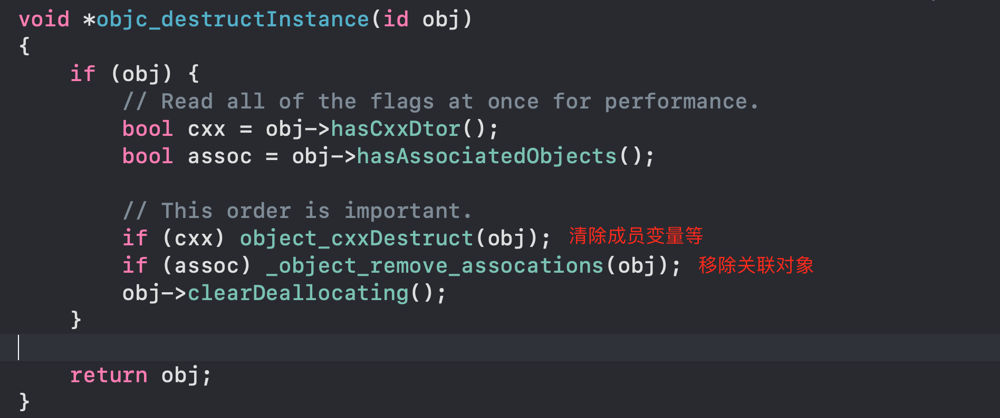 void *objc_destructInstance(id obj)
{
if (obj) {
// Read all of the flags at once for performance.
bool cxx = obj->hasCxxDtor();
bool assoc = obj->hasAssociatedObjects();
// This order is important.
if (cxx) object_cxxDestruct(obj); 清除成员变量等
if (assoc) _object_remove_assocations(obj); 移除关联对象
obj->clearDeallocating();
}
return obj;
}